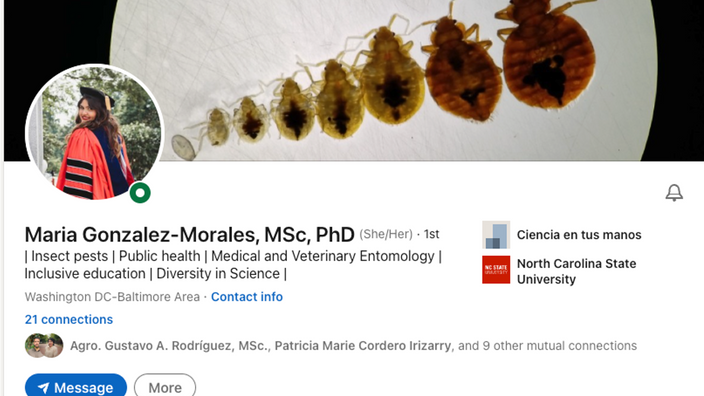 Maria Gonzalez-Morales, MSc, PhD (She/Her) · 1st
| Insect pests | Public health | Medical and Veterinary Entomology |
Inclusive education | Diversity in Science |
Washington DC-Baltimore Area · Contact info
21 connections
Agro. Gustavo A. Rodríguez, MSc., Patricia Marie Cordero Irizarry, and 9 other mutual connections
Message
More
Ciencia en tus manos
NC STATE
UNIVERSITY
North Carolina State
University